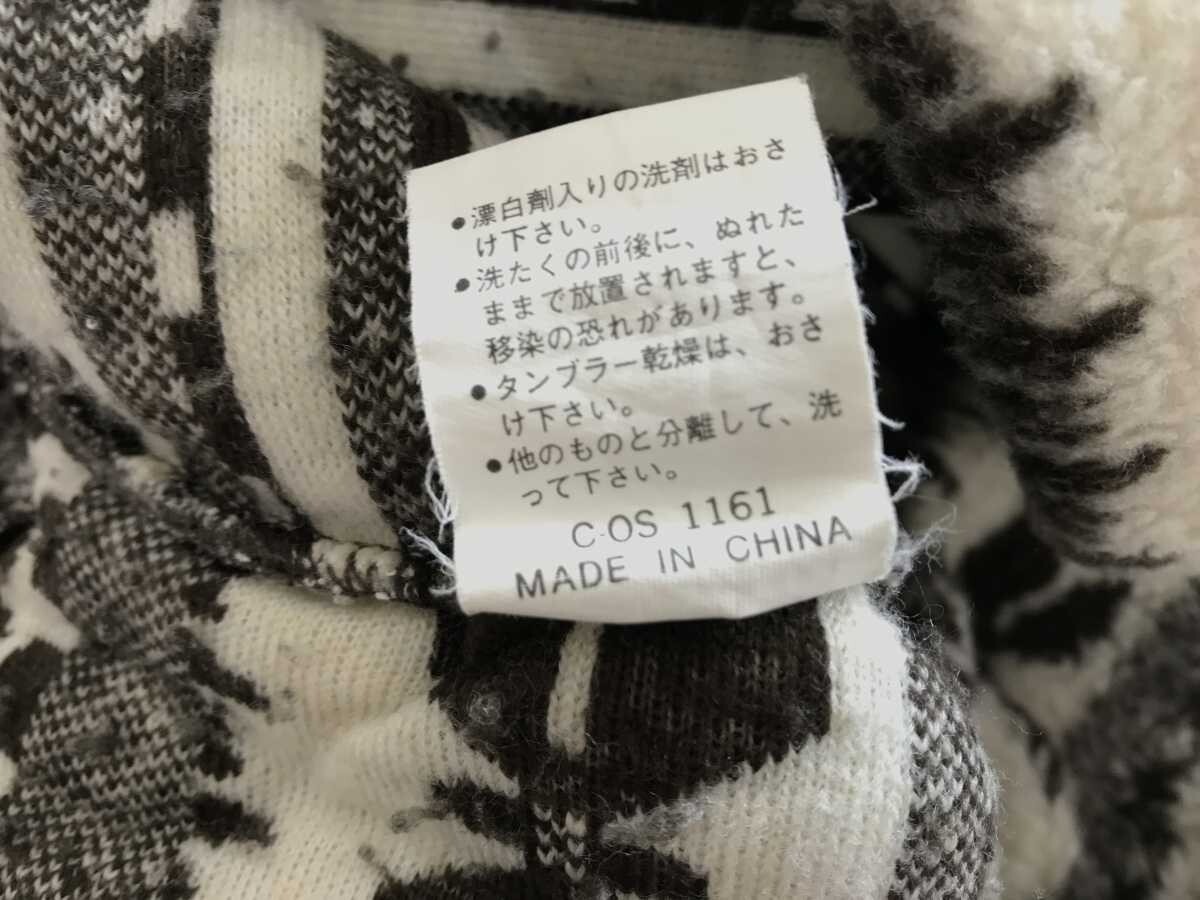 ●漂白劑入りの洗剤はおさ
け下さい。
●洗たくの前後に、ぬれた
ままで放置されますと、
移染の恐れがあります。
●タンブラー乾燥は、おさ
け下さい。
●他のものと分離して、洗
って下さい。
C·OS 1161
MADE IN CHINA